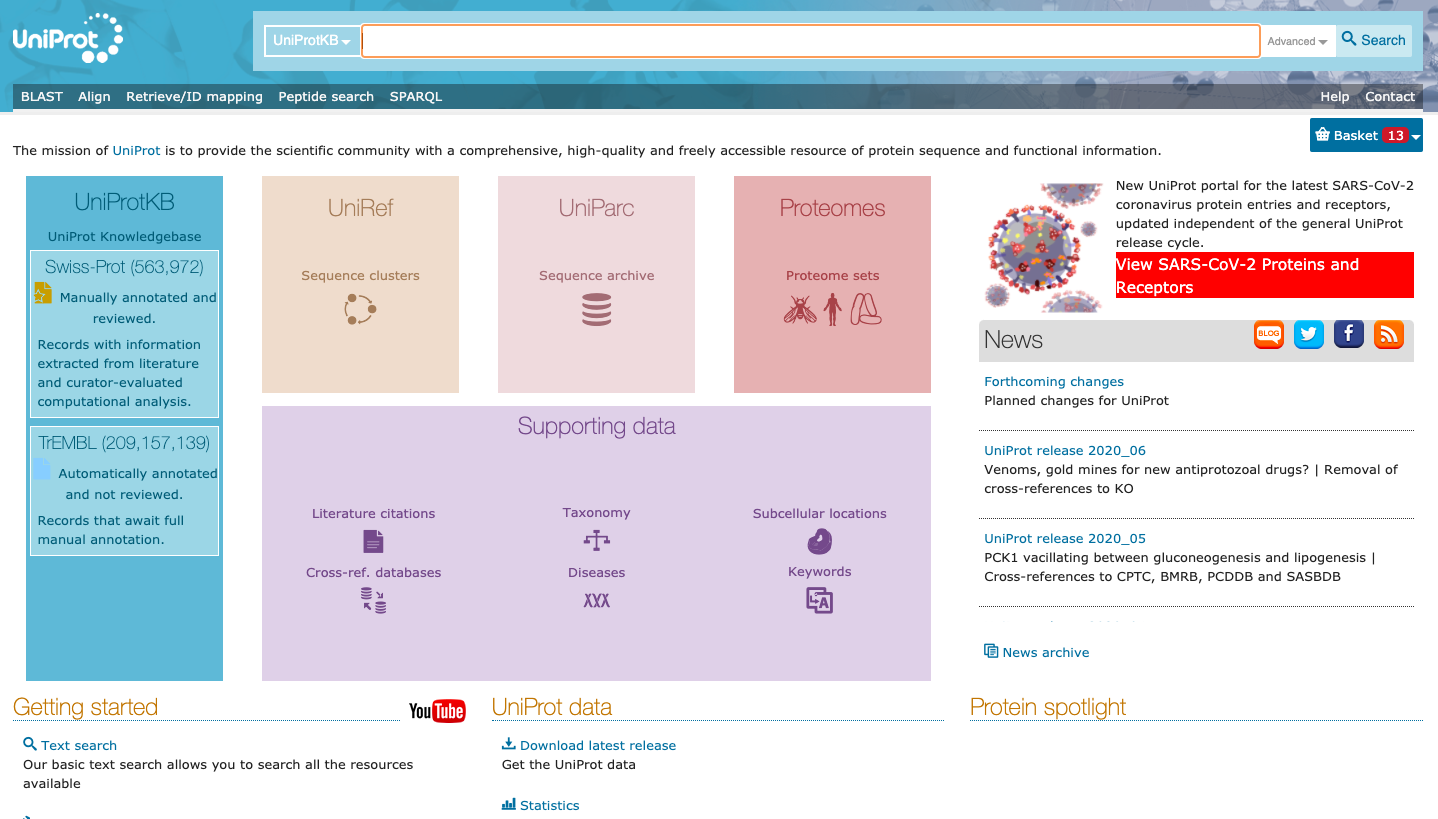 UniProt
UniProtKB
Advanced
Search
BLAST
Align
Retrieve/ID mapping
Peptide search
SPARQL
Help
Contact
Basket 13
The mission of UniProt is to provide the scientific community with a comprehensive, high-quality and freely accessible resource of protein sequence and functional information.
UniProtKB
UniProt Knowledgebase
Swiss-Prot (563,972)
Manually annotated and
reviewed.
Records with information
extracted from literature
and curator-evaluated
computational analysis.
TrEMBL (209,157,139)
Automatically annotated
and not reviewed.
Records that await full
manual annotation.
UniRef
Sequence clusters
UniParc
Sequence archive
Proteomes
Proteome sets
Supporting data
Literature citations
Taxonomy
Subcellular locations
Cross-ref. databases
Diseases
Keywords
A
New UniProt portal for the latest SARS-CoV-2
coronavirus protein entries and receptors,
updated independent of the general UniProt
release cycle.
View SARS-CoV-2 Proteins and
Receptors
News
BLOG
Forthcoming changes
Planned changes for UniProt
UniProt release 2020_06
Venoms, gold mines for new antiprotozoal drugs? | Removal of
cross-references to KO
UniProt release 2020_05
PCK1 vacillating between gluconeogenesis and lipogenesis |
Cross-references to CPTC, BMRB, PCDDB and SASBDB
News archive
Getting started
YouTube
Text search
Our basic text search allows you to search all the resources
available
UniProt data
Download latest release
Get the UniProt data
Statistics
Protein spotlight